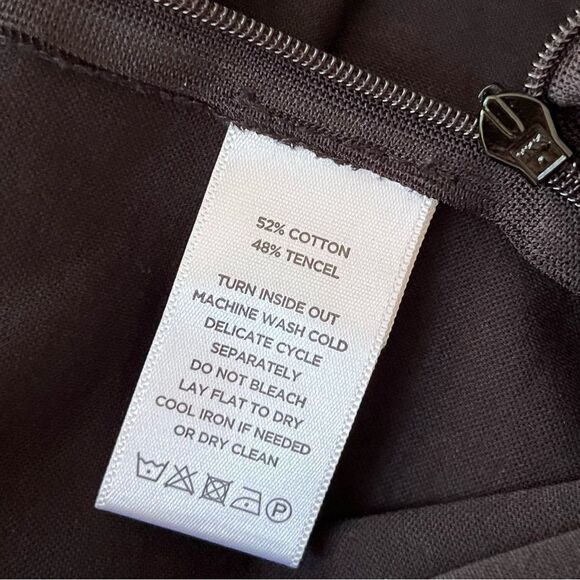 52% COTTON
48% TENCEL
TURN INSIDE OUT
MACHINE WASH COLD
DELICATE CYCLE
SEPARATELY
DO NOT BLEACH
LAY FLAT TO DRY
COOL IRON IF NEEDED
OR DRY CLEAN
P